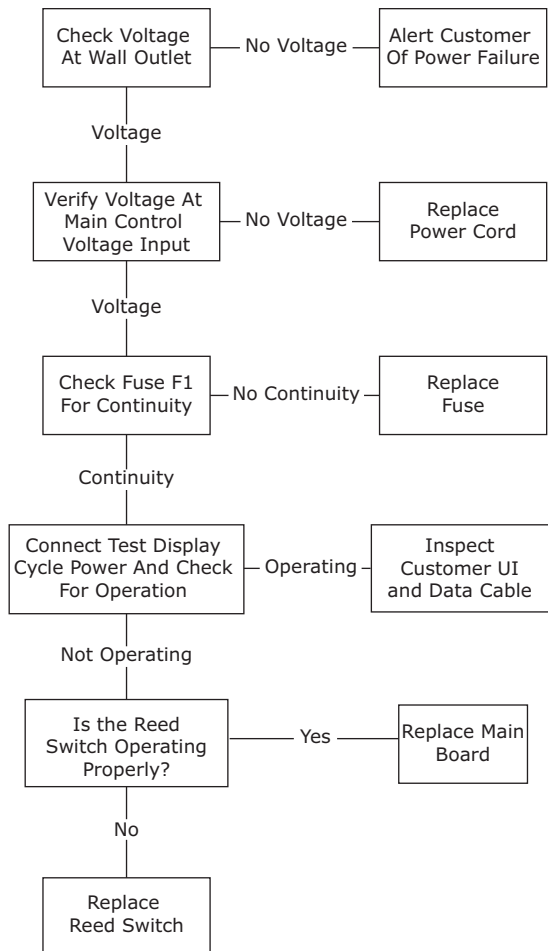 Check Voltage
At Wall Outlet
No Voltage
Alert Customer
Of Power Failure
Voltage
Verify Voltage At
Main Control
Voltage Input
No Voltage
Replace
Power Cord
Voltage
Check Fuse F1
For Continuity
No Continuity
Replace
Fuse
Continuity
Connect Test Display
Cycle Power And Check
For Operation
Operating
Inspect
Customer UI
and Data Cable
Not Operating
Is the Reed
Switch Operating
Properly?
Yes
Replace Main
Board
No
Replace
Reed Switch